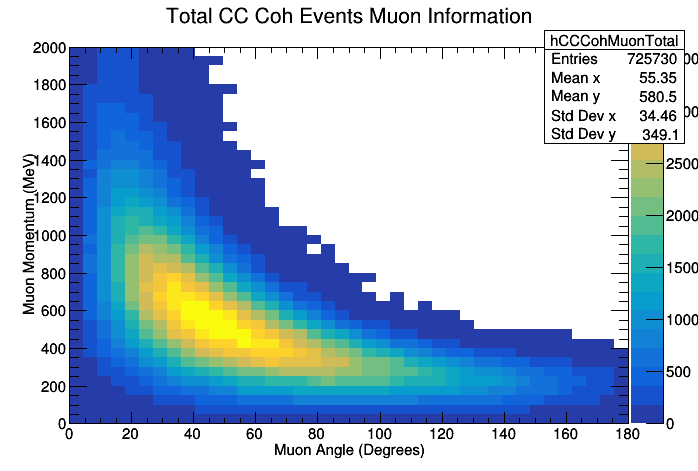 Total CC Coh Events Muon Information
hCCCohMuonTotal
Entries 725730
Mean x 55.35
Mean y 580.5
Std Dev x 34.46
Std Dev y 349.1
Muon Momentum (MeV)
2000
1800
1600
1400
1200
1000
800
600
400
200
0
0 20 40 60 80 100 120 140 160 180
Muon Angle (Degrees)
2500
2000
1500
1000
500
0